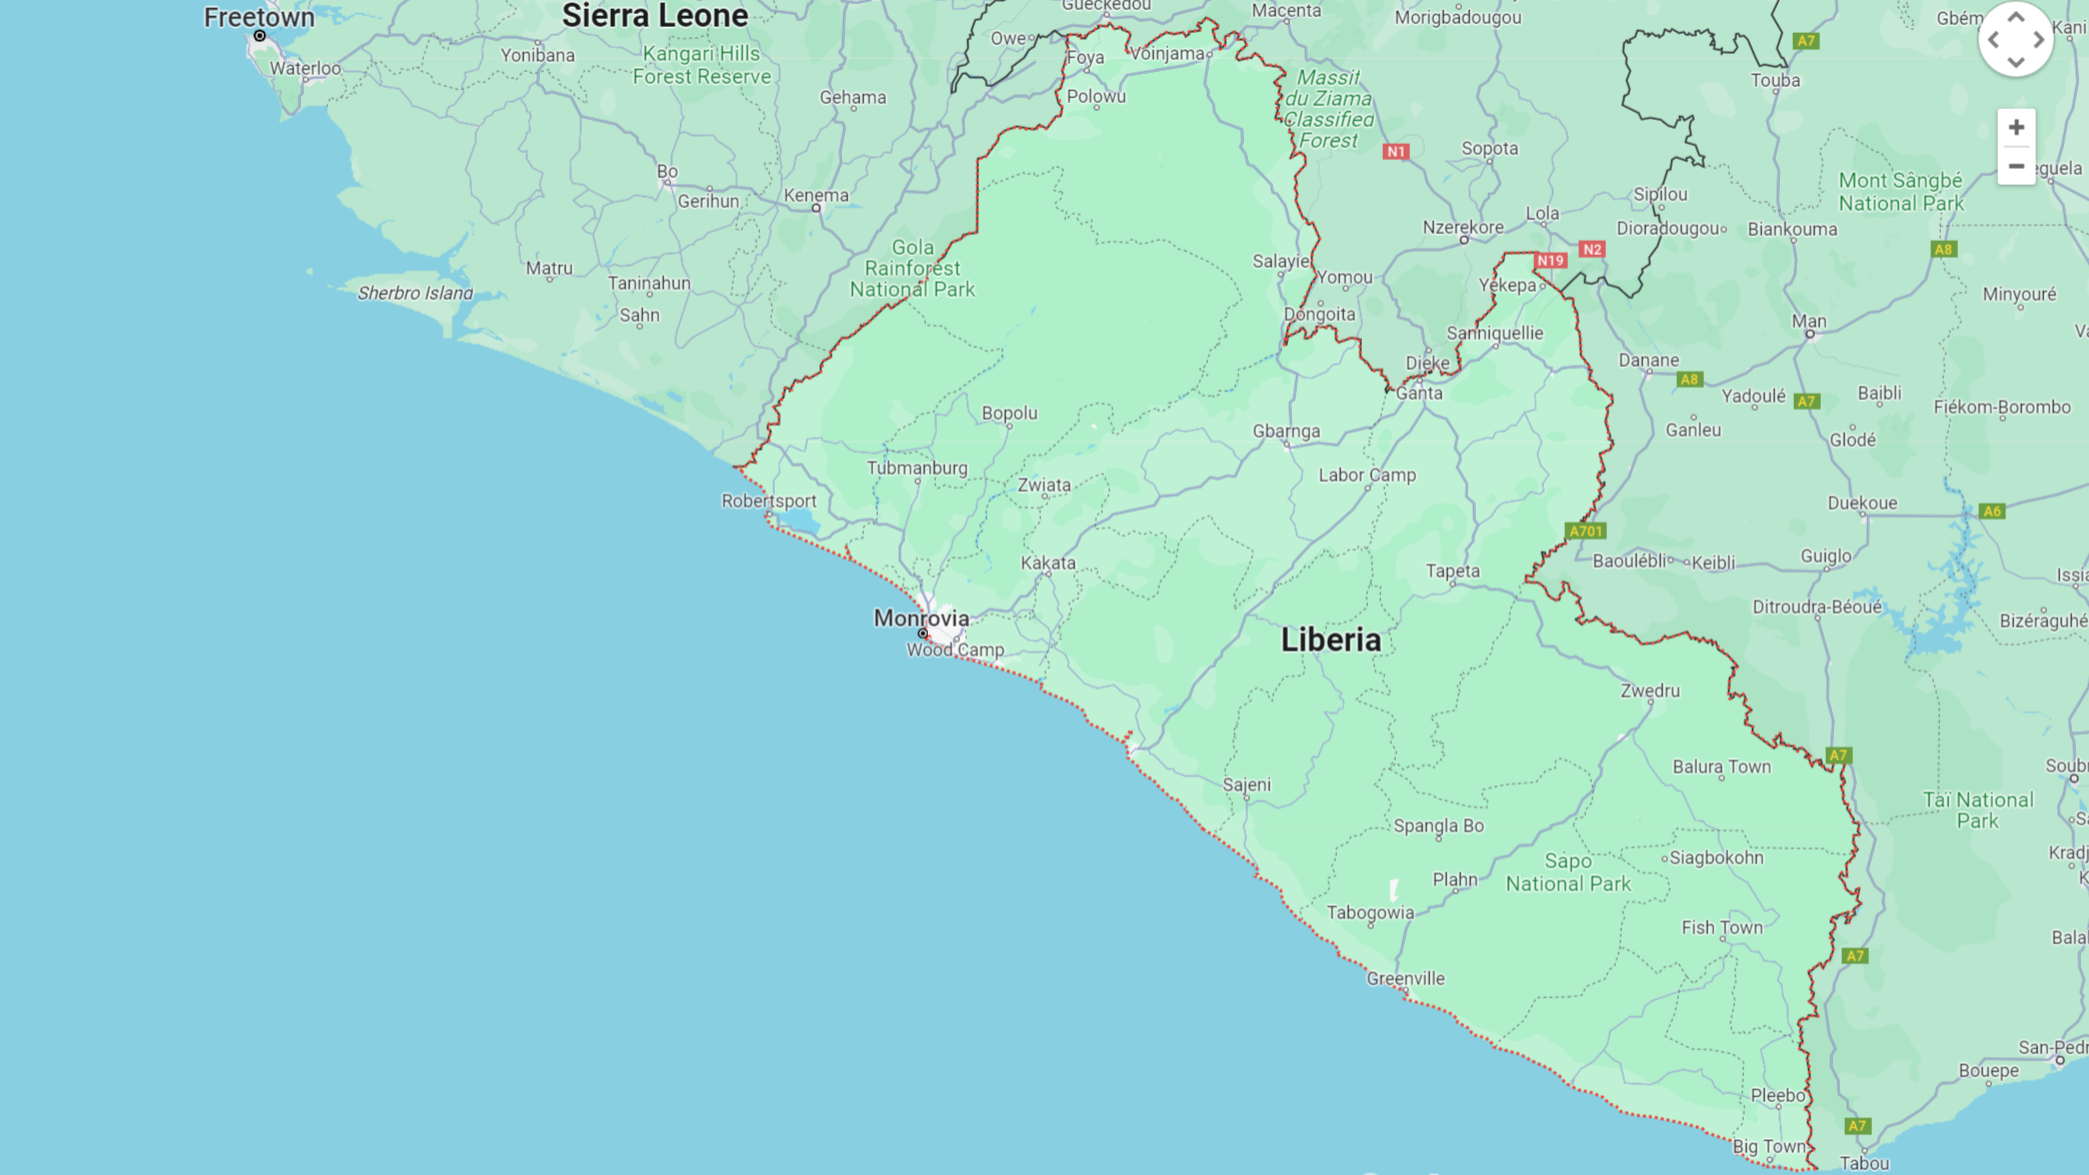 Freetown
Sierra Leone
Gueckedou
Macenta
Morigbadougou
Kani
Yonibana
Kangari Hills
Forest Reserve
Owe
Foya
Voinjama
A7
Waterloo
Touba
Gehama
Polowu
Massif
du Ziama
Classified
Forest
+
N1
Sopota
−
Bo
Gerihun
Kenema
Sipilou
Mont Sângbé
National Park
Lola
Nzerekore
Dioradougou
Biankouma
Gola
Rainforest
National Park
N2
A8
N19
Matru
Salayie
Yomou
Yekepa
Taninahun
Sherbro Island
Minyouré
Sahn
Dongoita
Man
Sanniquellie
Dieke
Danane
A8
Ganta
Yadoulé
A7
Baibli
Fiékom-Borombo
Bopolu
Gbarnga
Ganleu
Glodé
Tubmanburg
Zwiata
Labor Camp
Robertsport
Duekoue
A6
A701
Kakata
Tapeta
Baoulébli
Keibli
Guiglo
Monrovia
Wood Camp
Liberia
Ditroudra-Béoué
Bizéraguhé
Zwedru
A7
Balura Town
Sajeni
Taï National
Park
Spangla Bo
Sapo
National Park
Siagbokohn
Plahn
Tabogowia
Fish Town
A7
Greenville
Bouepe
Pleebo
A7
Big Town
Tabou